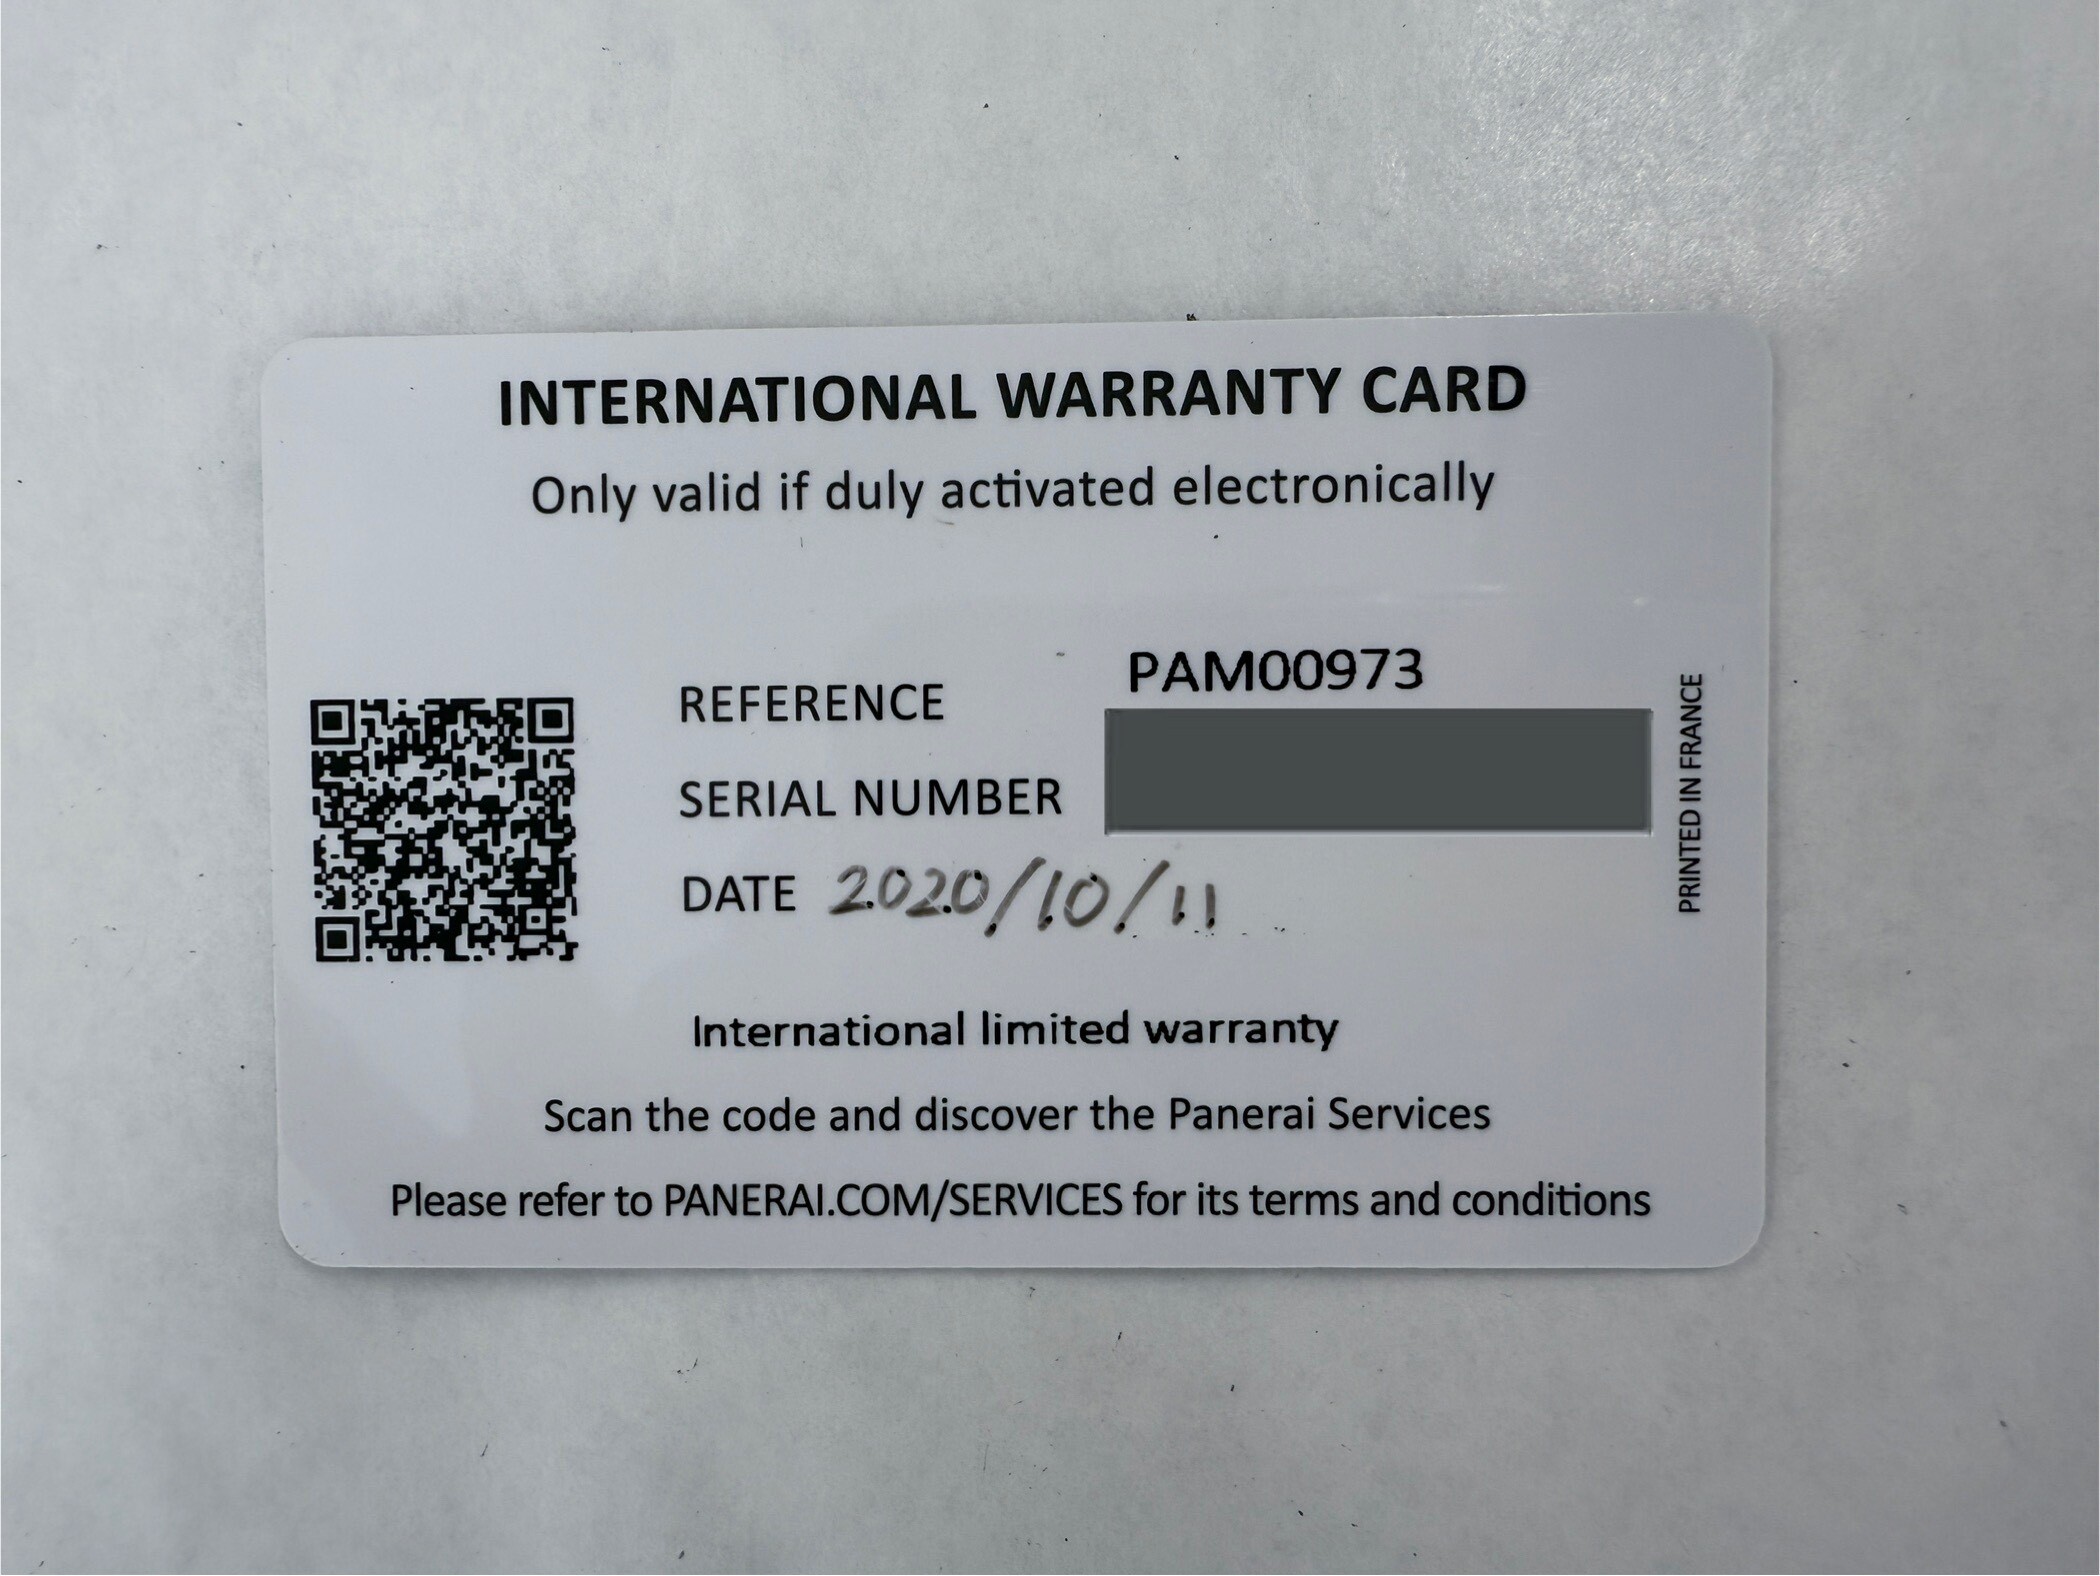 INTERNATIONAL WARRANTY CARD
Only valid if duly activated electronically
REFERENCE PAM00973
SERIAL NUMBER
DATE 2020/10/11
PRINTED IN FRANCE
International limited warranty
Scan the code and discover the Panerai Services
Please refer to PANERAI.COM/SERVICES for its terms and conditions